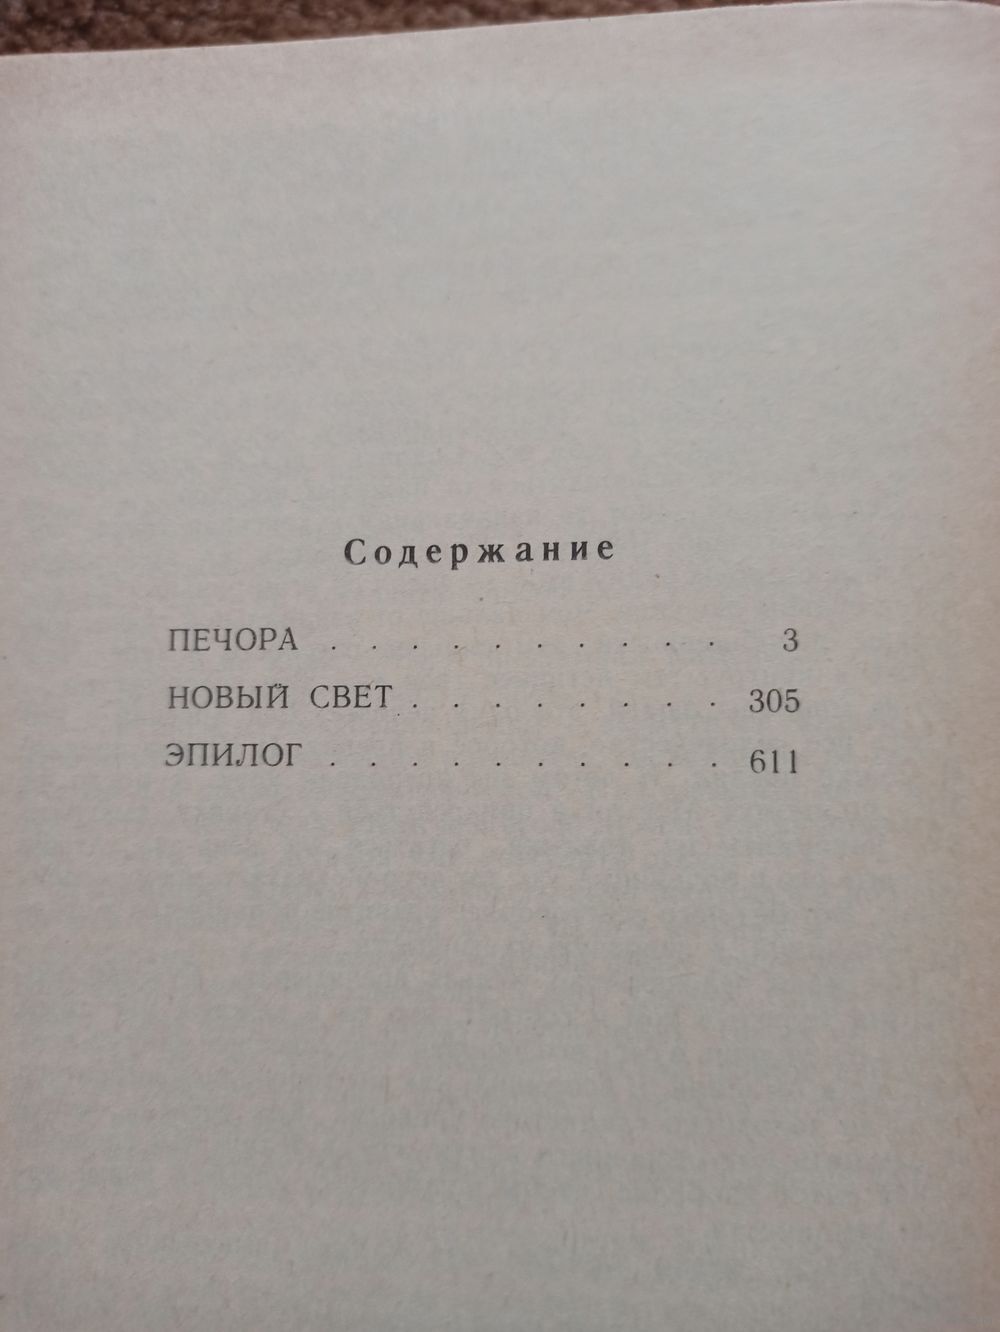 Содержание
ПЕЧОРА . . . . . . . . . . 3
НОВЫЙ СВЕТ . . . . . . . . 305
ЭПИЛОГ . . . . . . . . . . 611